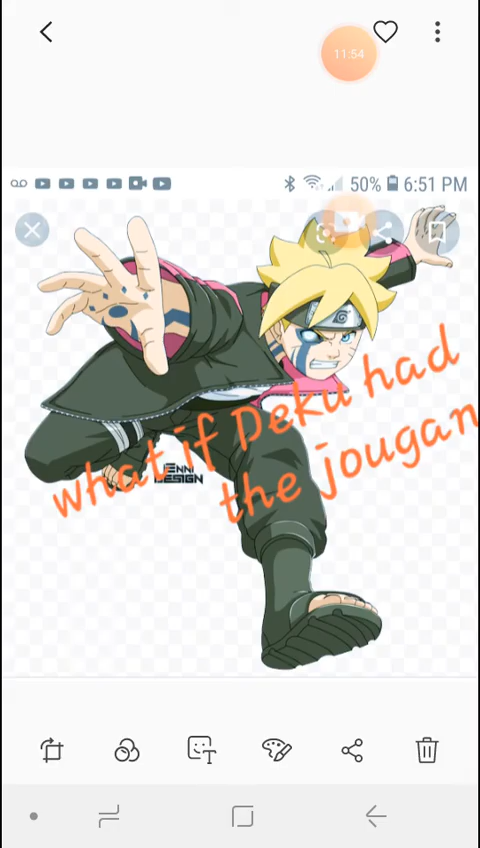 11:54
50% 6:51 PM
what if Deku had
the jougan
JENNI
DESIGN
T